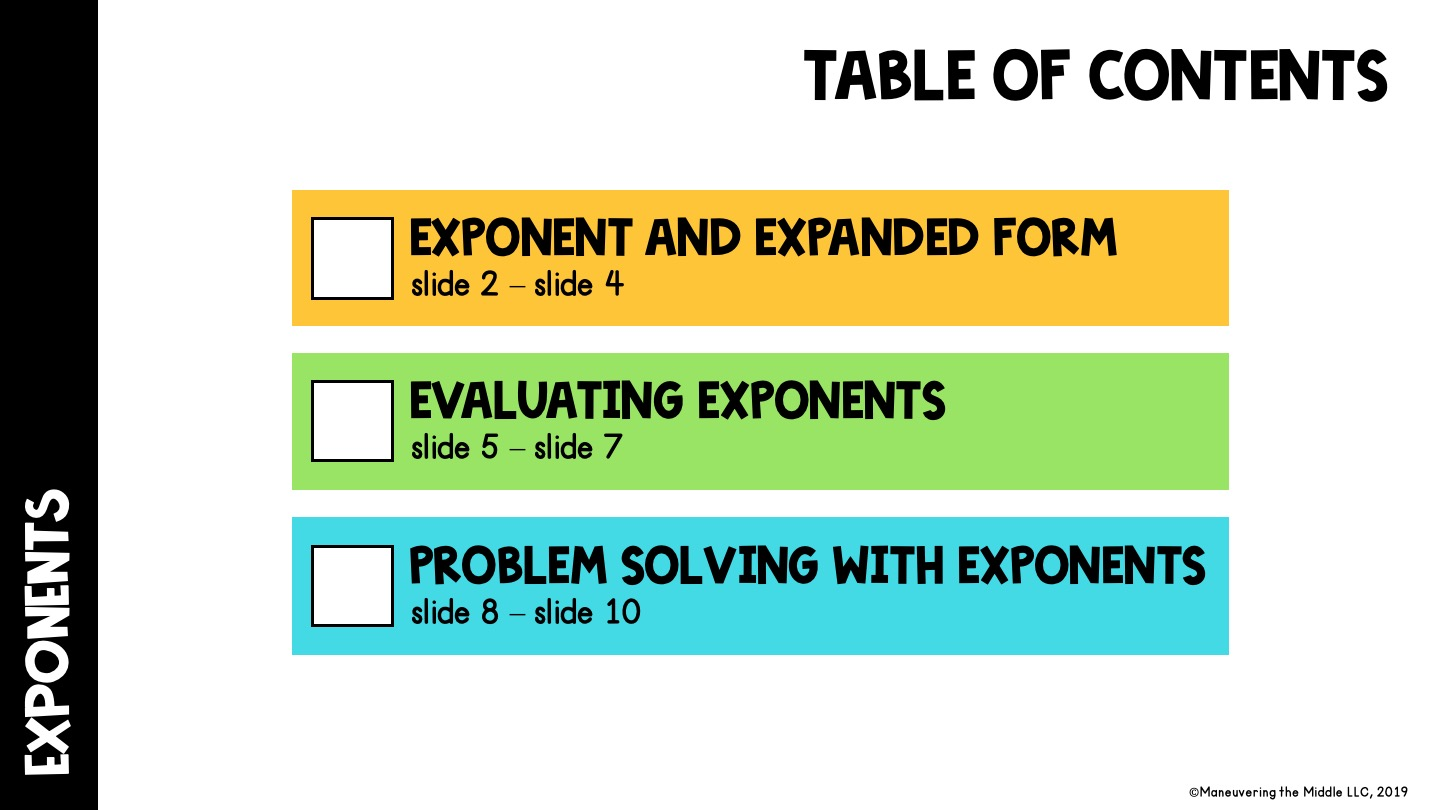 TABLE OF CONTENTS
EXPONENT AND EXPANDED FORM
slide 2 – slide 4
EVALUATING EXPONENTS
slide 5 – slide 7
PROBLEM SOLVING WITH EXPONENTS
slide 8 – slide 10
EXPONENTS
©Maneuvering the Middle LLC, 2019